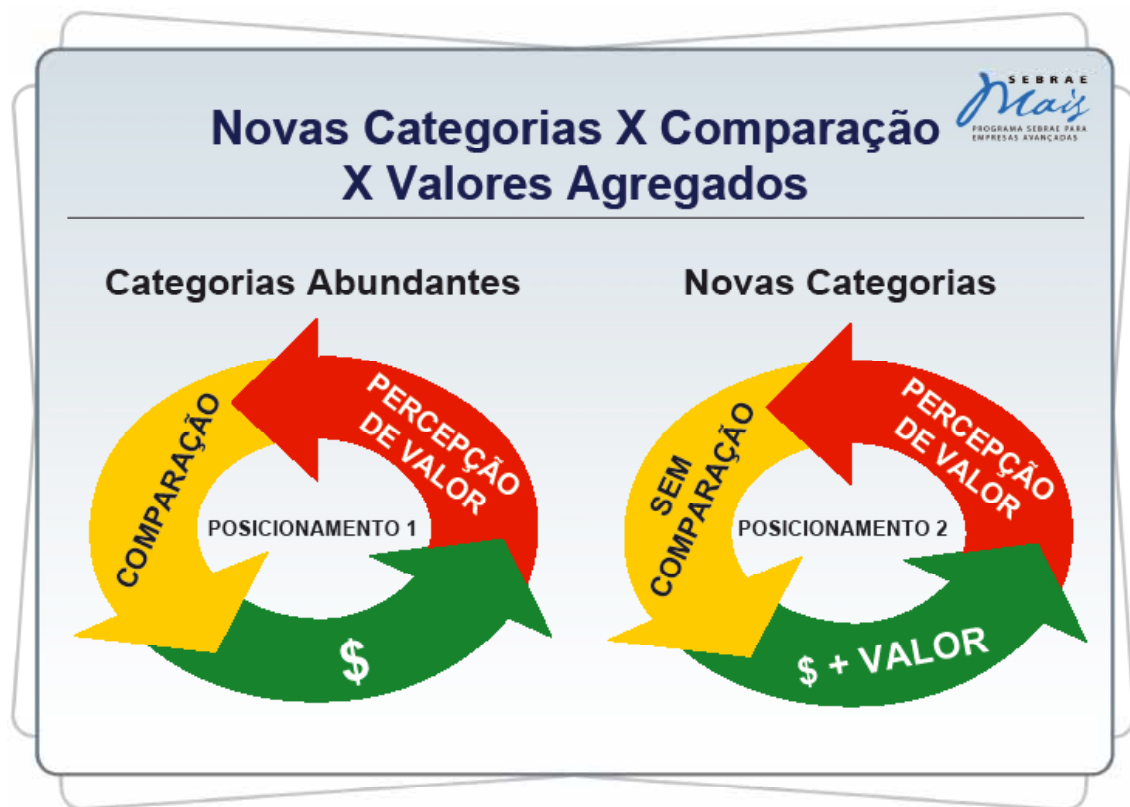 SEBRAE
Mais
PROGRAMA SEBRAE PARA
EMPRESAS AVANÇADAS
Novas Categorias X Comparação
X Valores Agregados
Categorias Abundantes
COMPARAÇÃO
PERCEPÇÃO
DE VALOR
POSICIONAMENTO 1
$
Novas Categorias
SEM
COMPARAÇÃO
PERCEPÇÃO
DE VALOR
POSICIONAMENTO 2
$ + VALOR